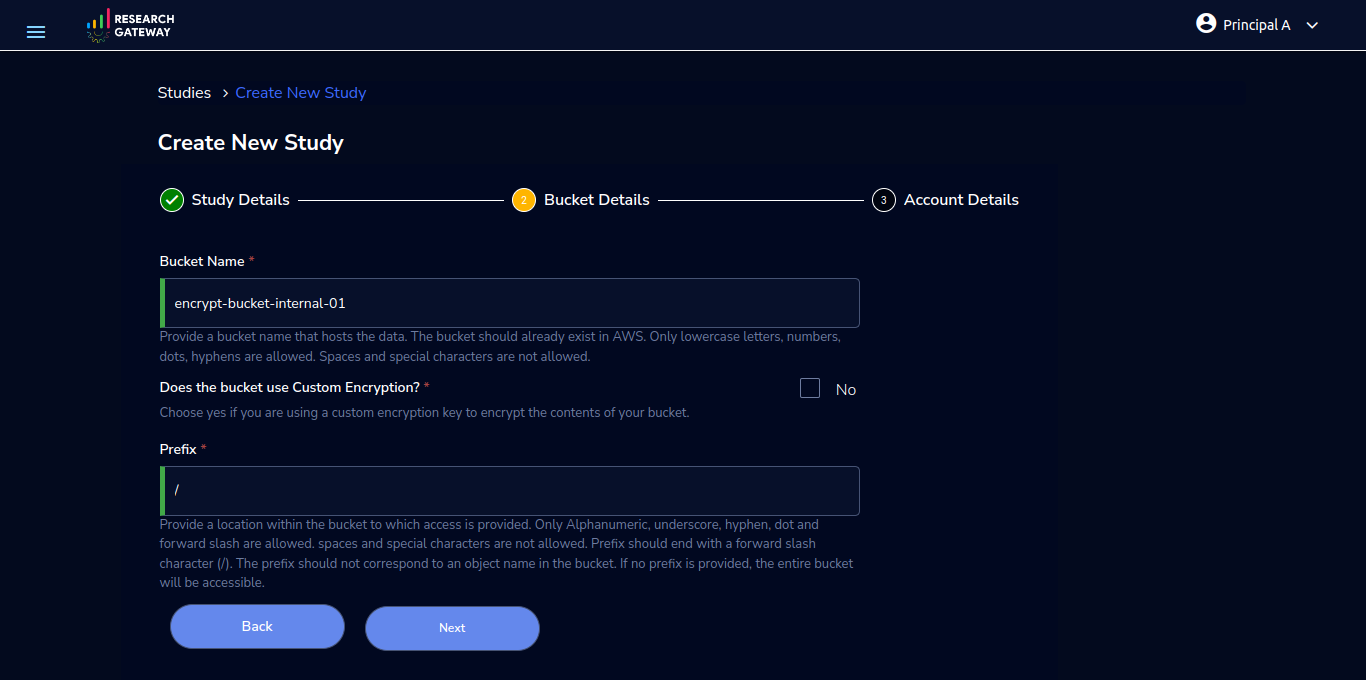 RESEARCH
GATEWAY
Principal A
Studies > Create New Study
Create New Study
Study Details
2 Bucket Details
3 Account Details
Bucket Name *
encrypt-bucket-internal-01
Provide a bucket name that hosts the data. The bucket should already exist in AWS. Only lowercase letters, numbers,
dots, hyphens are allowed. Spaces and special characters are not allowed.
Does the bucket use Custom Encryption? *
No
Choose yes if you are using a custom encryption key to encrypt the contents of your bucket.
Prefix *
/
Provide a location within the bucket to which access is provided. Only Alphanumeric, underscore, hyphen, dot and
forward slash are allowed. spaces and special characters are not allowed. Prefix should end with a forward slash
character (/). The prefix should not correspond to an object name in the bucket. If no prefix is provided, the entire bucket
will be accessible.
Back
Next